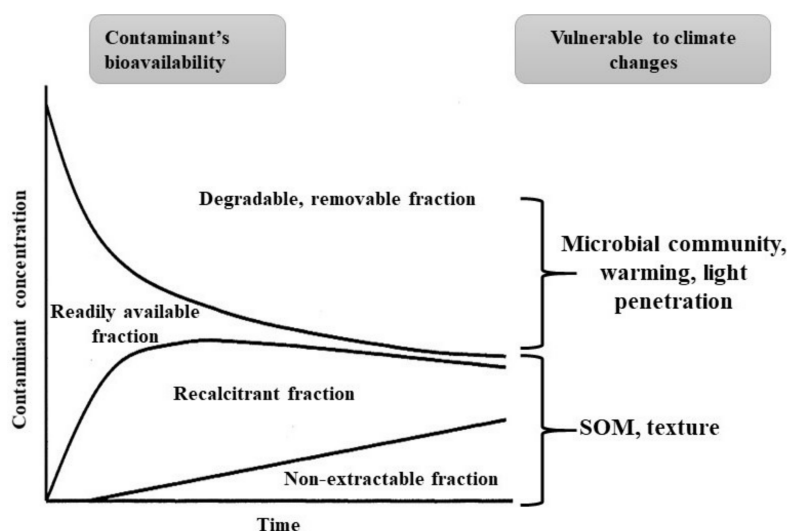 Contaminant's
bioavailability
Vulnerable to climate
changes
Contaminant concentration
Degradable, removable fraction
Microbial community,
warming, light
penetration
Readily available
fraction
Recalcitrant fraction
SOM, texture
Non-extractable fraction
Time